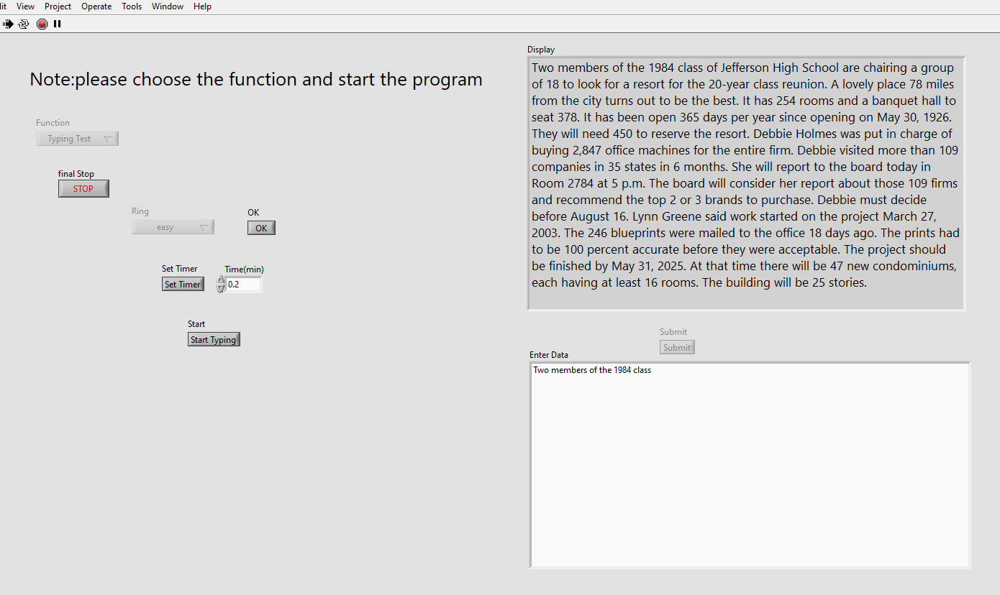 lit View Project Operate Tools Window Help
Note:please choose the function and start the program
Function
Typing Test
final Stop
STOP
Ring
easy
OK
OK
Set Timer
Set Timer
Time(min)
0.2
Start
Start Typing
Display
Two members of the 1984 class of Jefferson High School are chairing a group
of 18 to look for a resort for the 20-year class reunion. A lovely place 78 miles
from the city turns out to be the best. It has 254 rooms and a banquet hall to
seat 378. It has been open 365 days per year since opening on May 30, 1926.
They will need 450 to reserve the resort. Debbie Holmes was put in charge of
buying 2,847 office machines for the entire firm. Debbie visited more than 109
companies in 35 states in 6 months. She will report to the board today in
Room 2784 at 5 p.m. The board will consider her report about those 109 firms
and recommend the top 2 or 3 brands to purchase. Debbie must decide
before August 16. Lynn Greene said work started on the project March 27,
2003. The 246 blueprints were mailed to the office 18 days ago. The prints had
to be 100 percent accurate before they were acceptable. The project should
be finished by May 31, 2025. At that time there will be 47 new condominiums,
each having at least 16 rooms. The building will be 25 stories.
Submit
Submit
Enter Data
Two members of the 1984 class